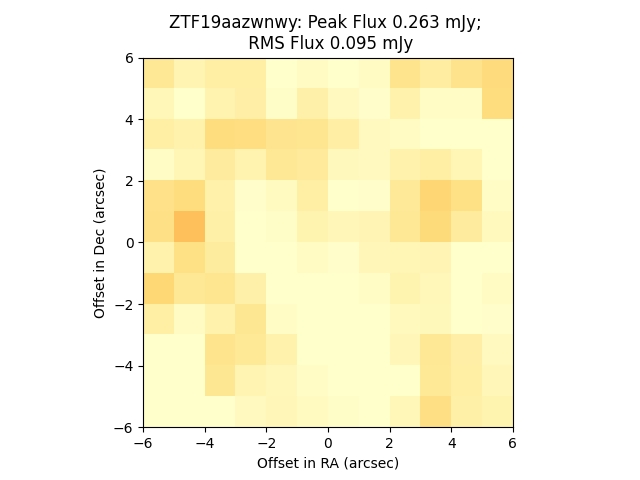 ZTF19aazwnwy: Peak Flux 0.263 mJy;
RMS Flux 0.095 mJy
6
4
2
0
−2
−4
−6
Offset in Dec (arcsec)
−6 −4 −2 0 2 4 6
Offset in RA (arcsec)